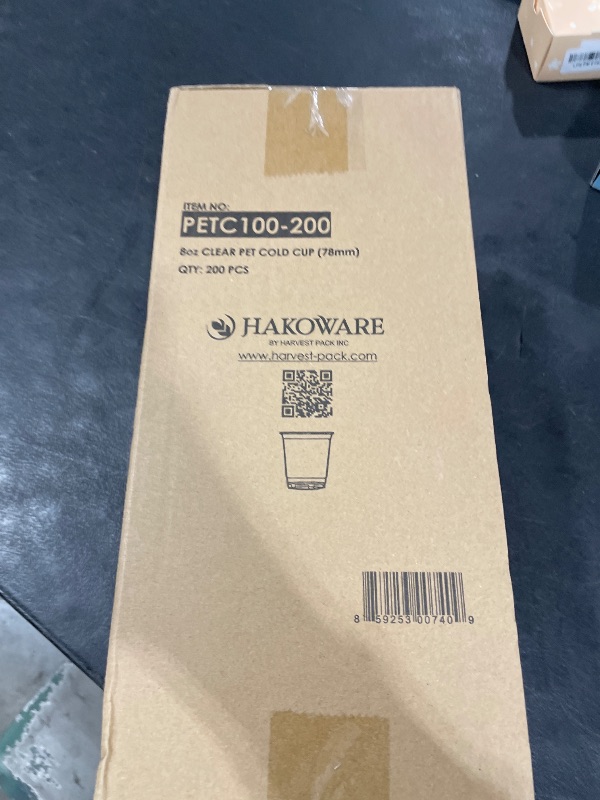 ITEM NO:
PETC100-200
8oz CLEAR PET COLD CUP (78mm)
QTY: 200 PCS
HAKOWARE
BY HARVEST PACK INC
www.harvest-pack.com
8 59253 00740 9